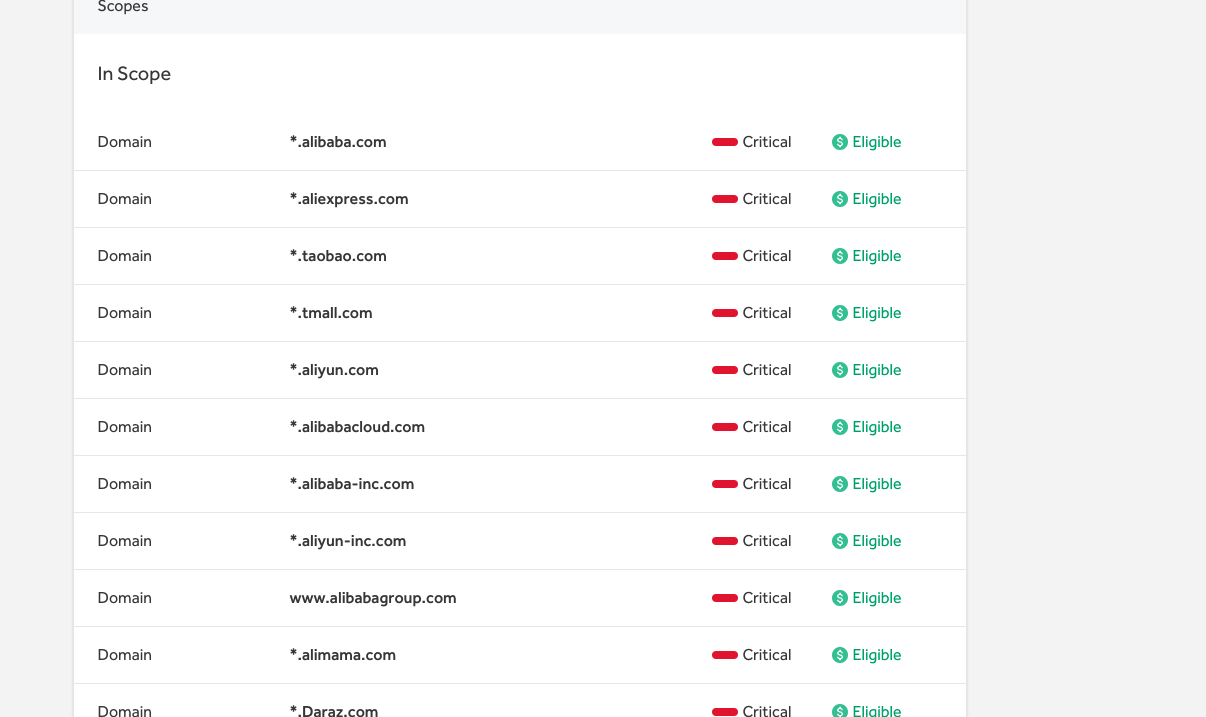 Scopes
In Scope
Domain *.alibaba.com Critical $ Eligible
Domain *.aliexpress.com Critical $ Eligible
Domain *.taobao.com Critical $ Eligible
Domain *.tmall.com Critical $ Eligible
Domain *.aliyun.com Critical $ Eligible
Domain *.alibabacloud.com Critical $ Eligible
Domain *.alibaba-inc.com Critical $ Eligible
Domain *.aliyun-inc.com Critical $ Eligible
Domain www.alibabagroup.com Critical $ Eligible
Domain *.alimama.com Critical $ Eligible
Domain *.Daraz.com Critical $ Eligible